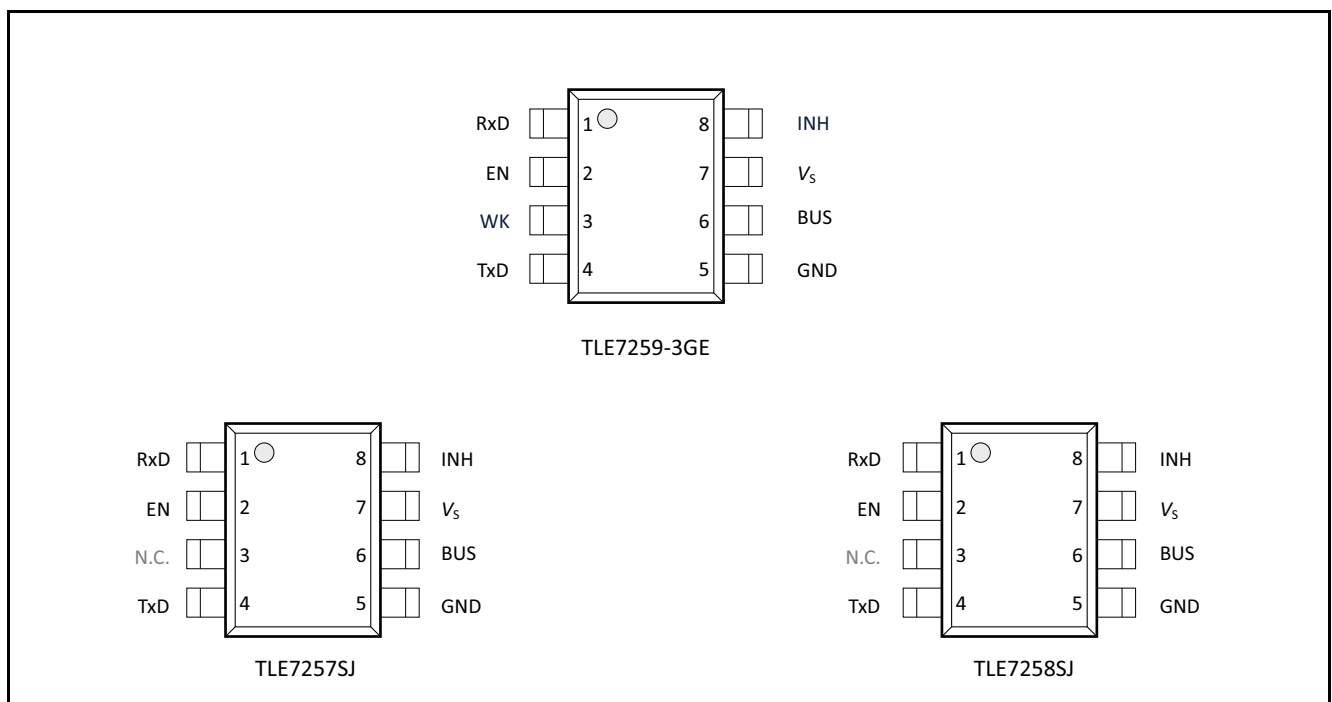 RxD 1 8 INH
EN 2 7 VS
WK 3 6 BUS
TxD 4 5 GND
TLE7259-3GE
RxD 1 8 INH
EN 2 7 VS
N.C. 3 6 BUS
TxD 4 5 GND
TLE7257SJ
RxD 1 8 INH
EN 2 7 VS
N.C. 3 6 BUS
TxD 4 5 GND
TLE7258SJ